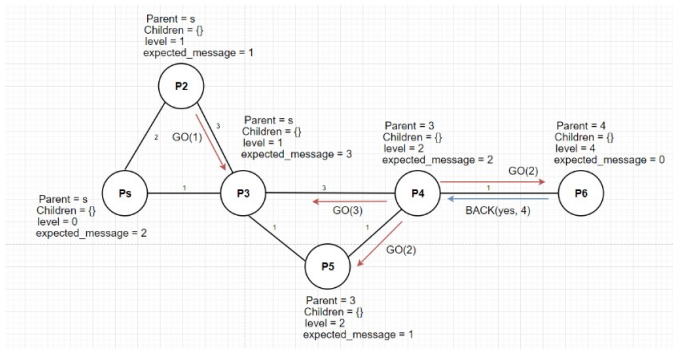 Parent = s
Children = {}
level = 1
expected_message = 1
P2
2
GO(1)
3
Parent = s
Children = {}
level = 1
expected_message = 3
Parent = 3
Children = {}
level = 2
expected_message = 2
Parent = 4
Children = {}
level = 4
expected_message = 0
GO(2)
Ps
1
P3
3
P4
1
P6
Parent = s
Children = {}
level = 0
expected_message = 2
GO(3)
BACK(yes, 4)
1
1
GO(2)
P5
Parent = 3
Children = {}
level = 2
expected_message = 1